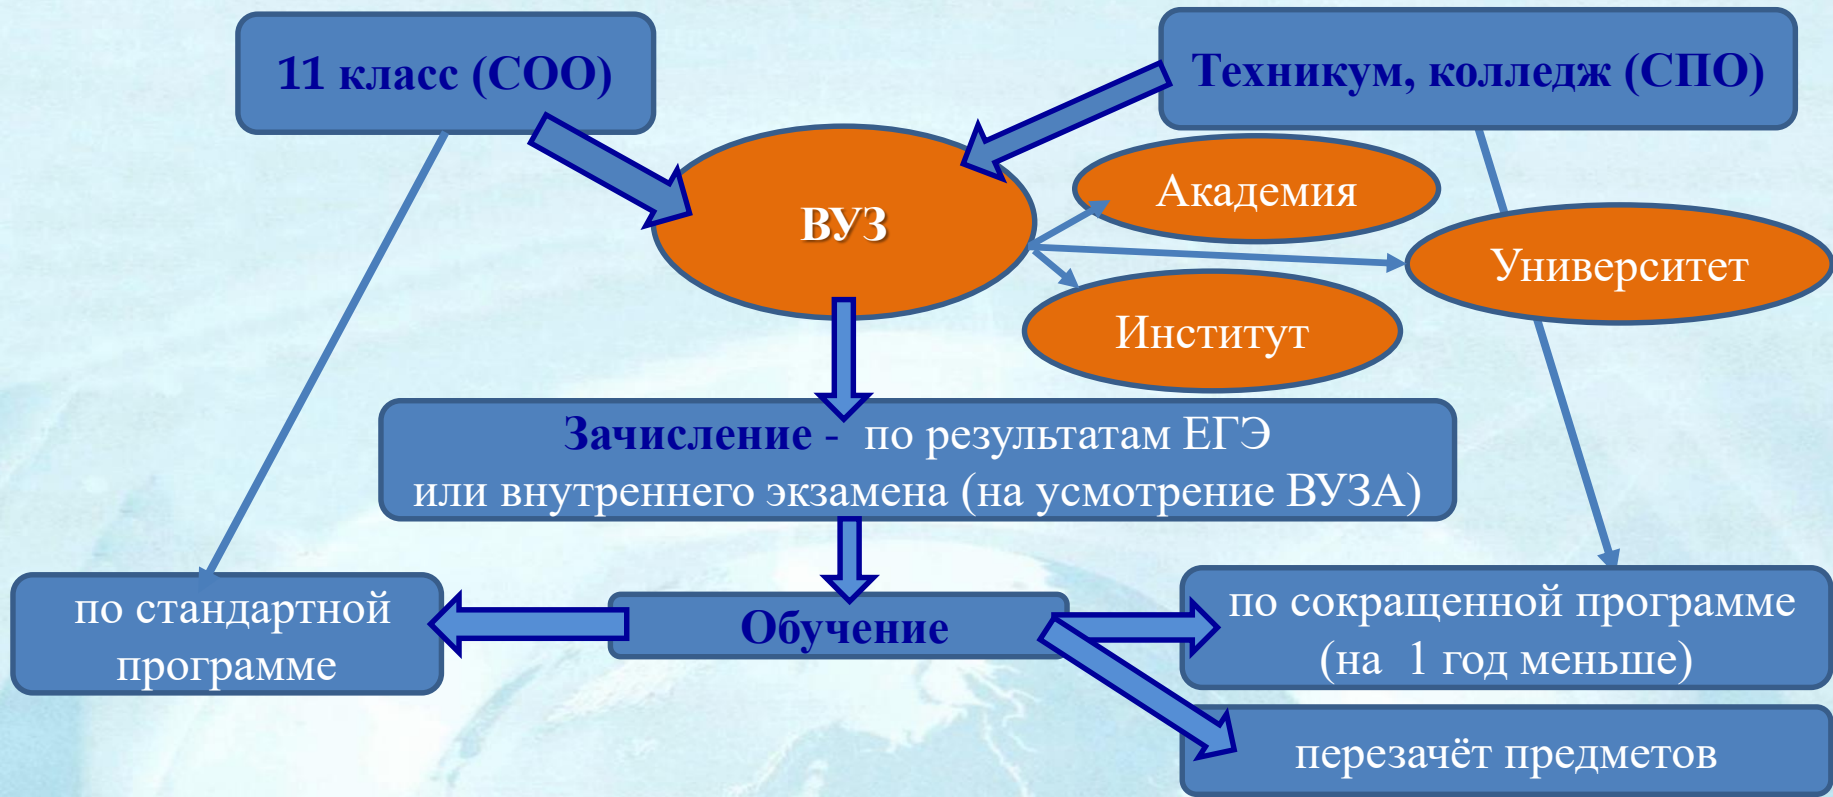 11 класс (СОО)
Техникум, колледж (СПО)
ВУЗ
Академия
Университет
Институт
Зачисление - по результатам ЕГЭ
или внутреннего экзамена (на усмотрение ВУЗА)
по стандартной
программе
Обучение
по сокращенной программе
(на 1 год меньше)
перезачёт предметов